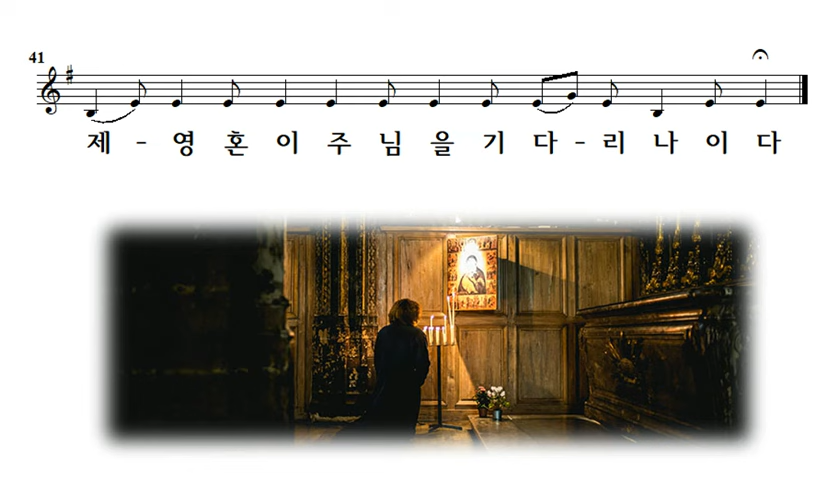 41
제 - 영 혼 이 주 님 을 기 다 - 리 나 이 다